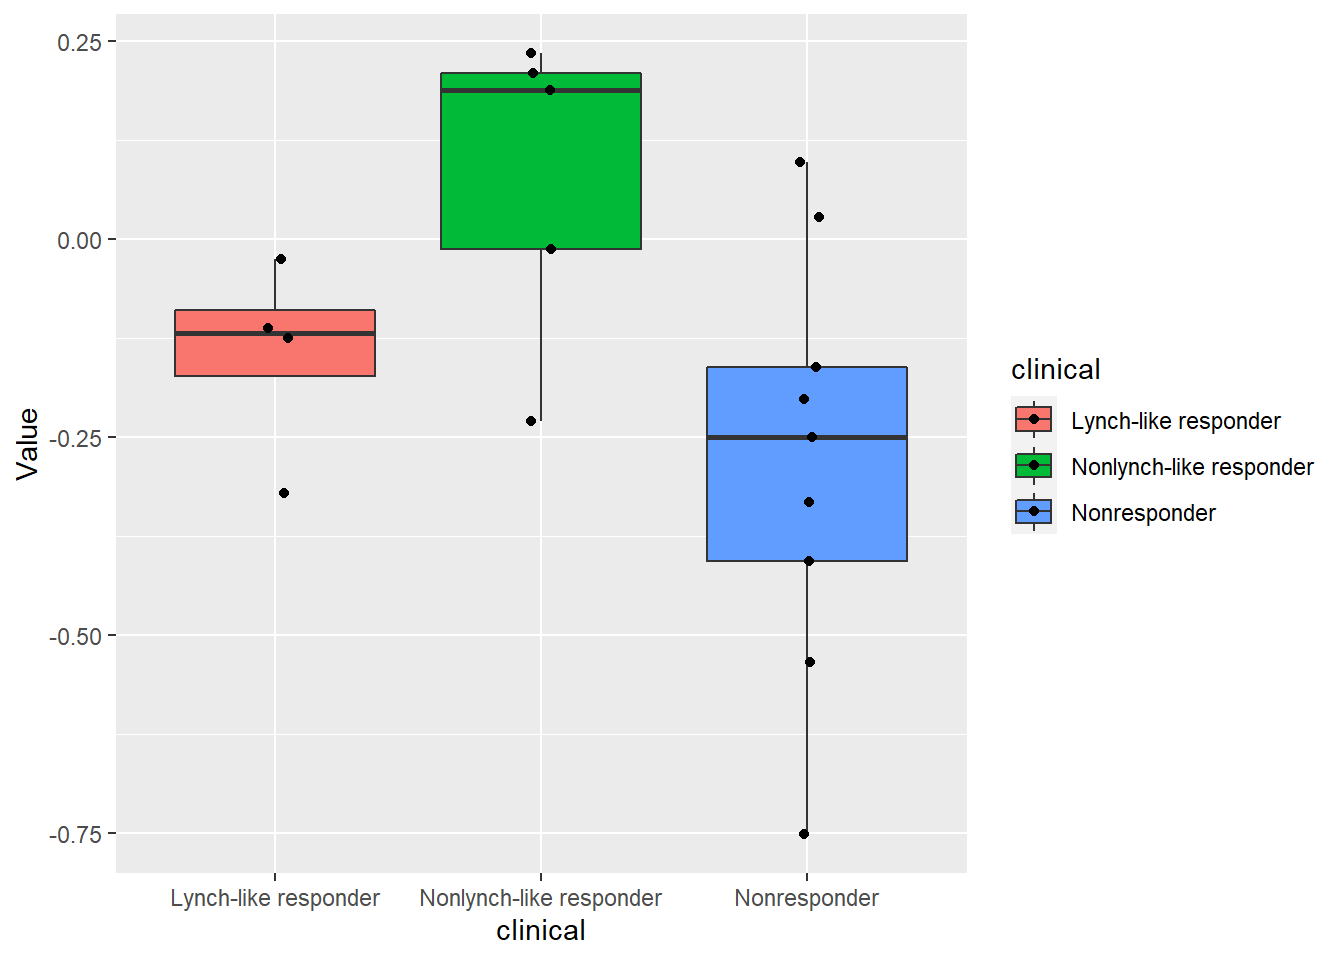 Value
0.25
0.00
-0.25
-0.50
-0.75
Lynch-like responder
Nonlynch-like responder
Nonresponder
clinical
clinical
Lynch-like responder
Nonlynch-like responder
Nonresponder